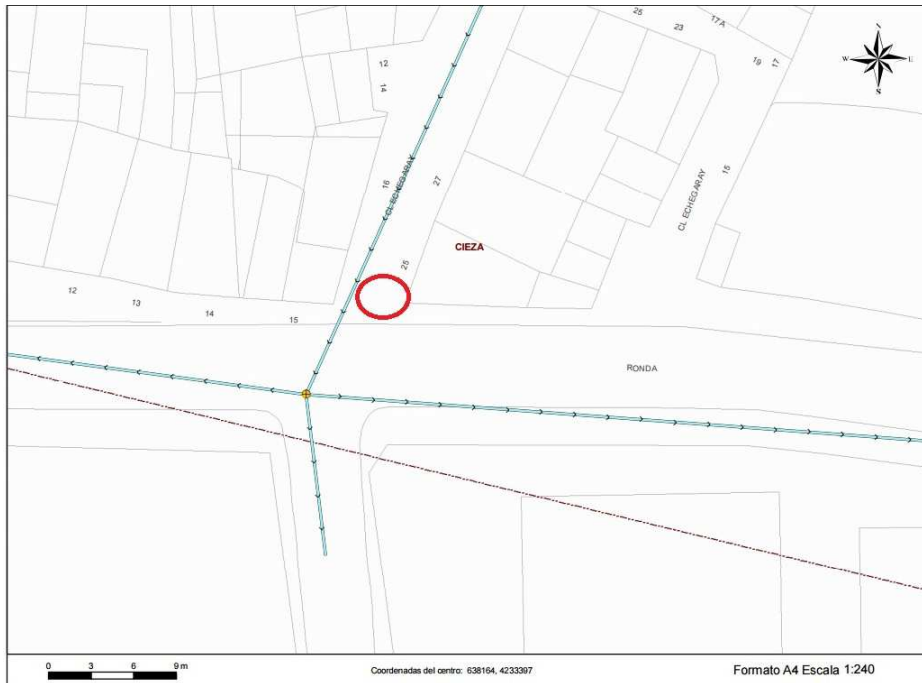 25
23
17A
19
17
N
W
E
S
12
14
CL ECHEGARAY
16
27
15
CL ECHEGARAY
CIEZA
25
12
13
14
15
RONDA
0 3 6 9 m
Coordenadas del centro: 638164, 4233397
Formato A4 Escala 1:240